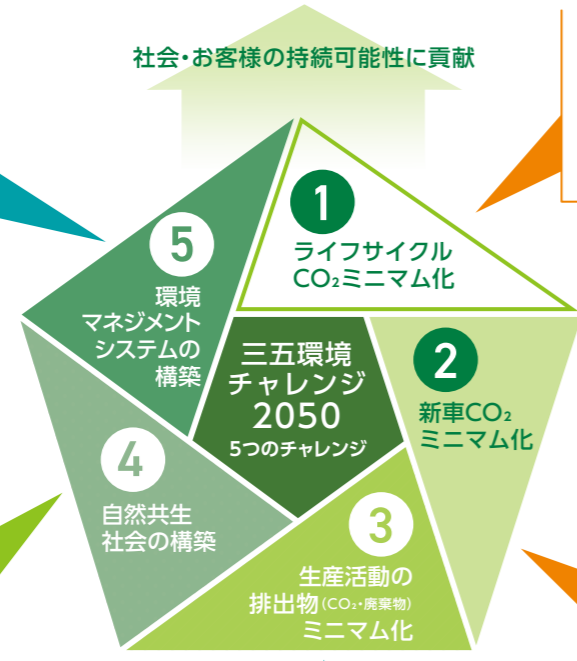 社会・お客様の持続可能性に貢献
1
ライフサイクル
CO₂ミニマム化
2
新車CO₂
ミニマム化
3
生産活動の
排出物(CO₂・廃棄物)
ミニマム化
4
自然共生
社会の構築
5
環境
マネジメント
システムの
構築
三五環境
チャレンジ
2050
5つのチャレンジ